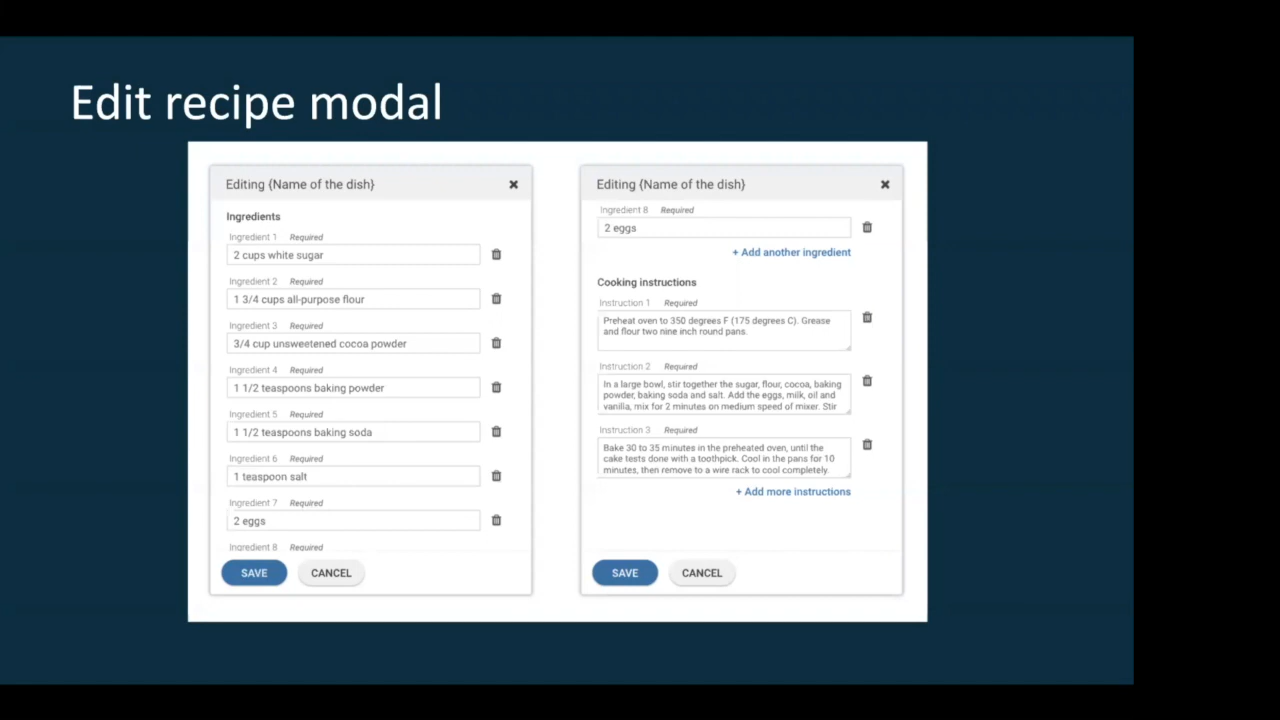 Edit recipe modal
Editing {Name of the dish}
Ingredients
Ingredient 1 Required
2 cups white sugar
Ingredient 2 Required
1 3/4 cups all-purpose flour
Ingredient 3 Required
3/4 cup unsweetened cocoa powder
Ingredient 4 Required
1 1/2 teaspoons baking powder
Ingredient 5 Required
1 1/2 teaspoons baking soda
Ingredient 6 Required
1 teaspoon salt
Ingredient 7 Required
2 eggs
Ingredient 8 Required
SAVE CANCEL
Editing {Name of the dish}
Ingredient 8 Required
2 eggs
+ Add another ingredient
Cooking instructions
Instruction 1 Required
Preheat oven to 350 degrees F (175 degrees C). Grease
and flour two nine inch round pans.
Instruction 2 Required
In a large bowl, stir together the sugar, flour, cocoa, baking
powder, baking soda and salt. Add the eggs, milk, oil and
vanilla, mix for 2 minutes on medium speed of mixer. Stir
Instruction 3 Required
Bake 30 to 35 minutes in the preheated oven, until the
cake tests done with a toothpick. Cool in the pans for 10
minutes, then remove to a wire rack to cool completely.
+ Add more instructions
SAVE CANCEL